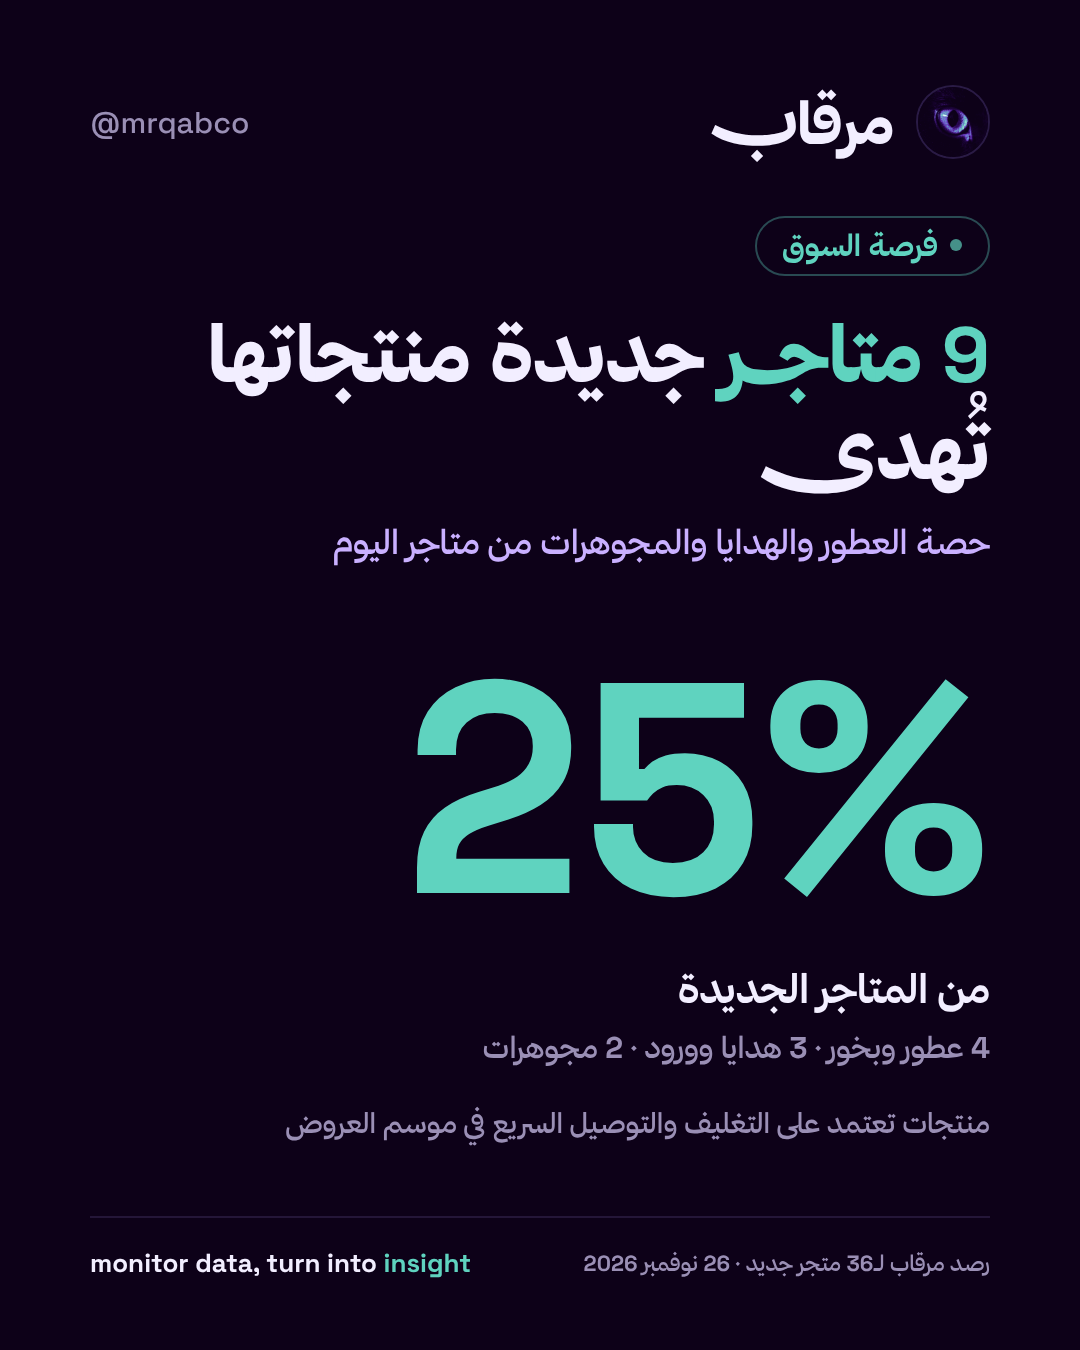 مرقاب
@mrqabco
فرصة السوق
9 متاجر جديدة منتجاتها
تُهدى
حصة العطور والهدايا والمجوهرات من متاجر اليوم
25%
من المتاجر الجديدة
4 عطور وبخور · 3 هدايا وورود · 2 مجوهرات
منتجات تعتمد على التغليف والتوصيل السريع في موسم العروض
رصد مرقاب لـ36 متجر جديد · 26 نوفمبر 2026
monitor data, turn into insight